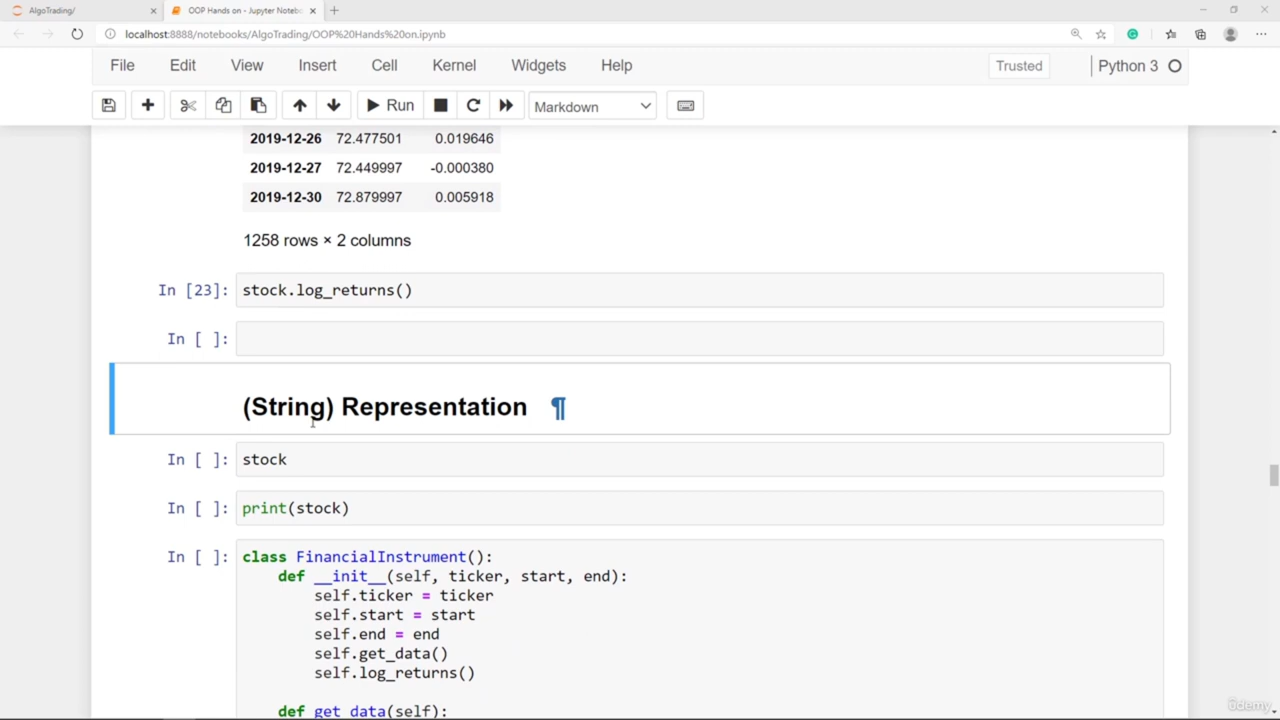 AlgoTrading/
OOP Hands on - Jupyter Notebo
localhost:8888/notebooks/AlgoTrading/OOP%20Hands%20on.ipynb
File Edit View Insert Cell Kernel Widgets Help Trusted Python 3
Run Markdown
2019-12-26 72.477501 0.019646
2019-12-27 72.449997 -0.000380
2019-12-30 72.879997 0.005918
1258 rows × 2 columns
In [23]: stock.log_returns()
In [ ]:
(String) Representation ¶
In [ ]: stock
In [ ]: print(stock)
In [ ]: class FinancialInstrument():
def __init__(self, ticker, start, end):
self.ticker = ticker
self.start = start
self.end = end
self.get_data()
self.log_returns()
def get_data(self):
ûdemy